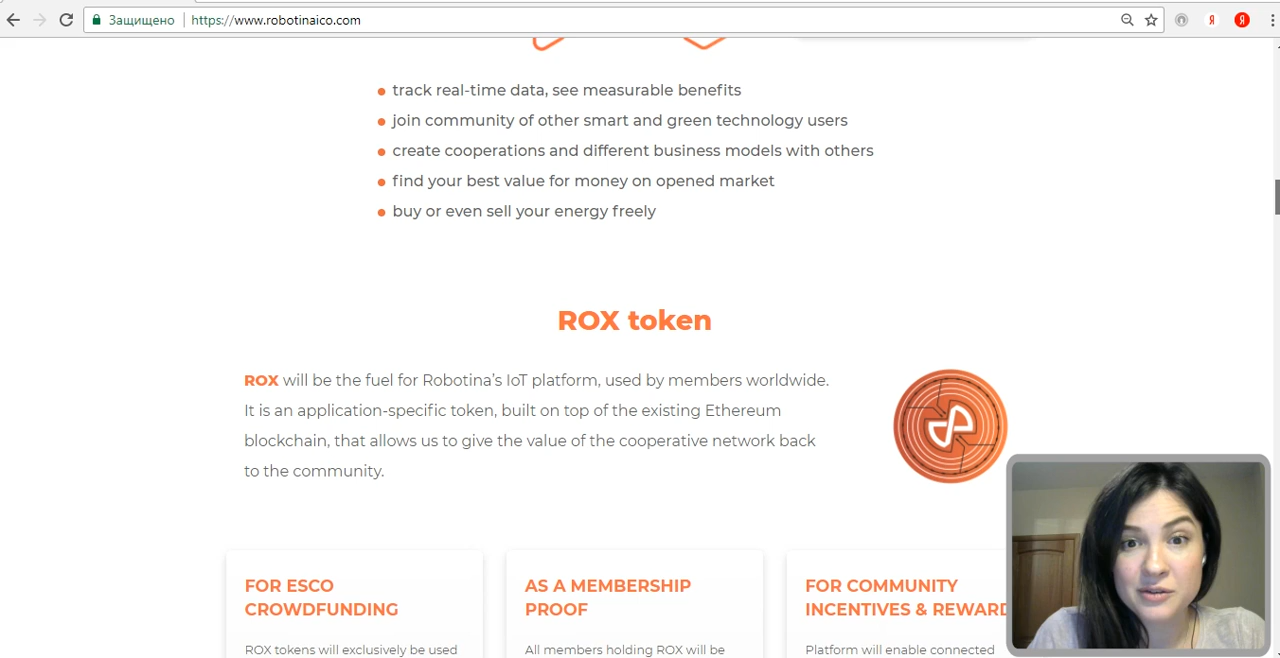 Защищено
https://www.robotinaico.com
Я
Я
track real-time data, see measurable benefits
join community of other smart and green technology users
create cooperations and different business models with others
find your best value for money on opened market
buy or even sell your energy freely
ROX token
ROX will be the fuel for Robotina’s IoT platform, used by members worldwide.
It is an application-specific token, built on top of the existing Ethereum
blockchain, that allows us to give the value of the cooperative network back
to the community.
FOR ESCO
CROWDFUNDING
ROX tokens will exclusively be used
AS A MEMBERSHIP
PROOF
All members holding ROX will be
FOR COMMUNITY
INCENTIVES & REWARD
Platform will enable connected